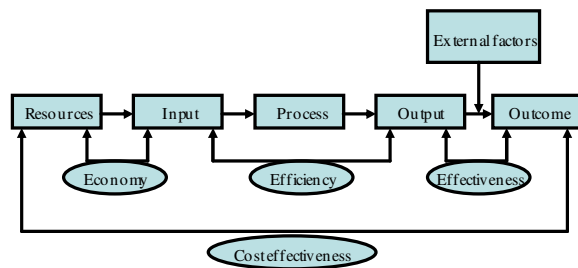 External factors
Resources
Input
Process
Output
Outcome
Economy
Efficiency
Effectiveness
Cost effectiveness